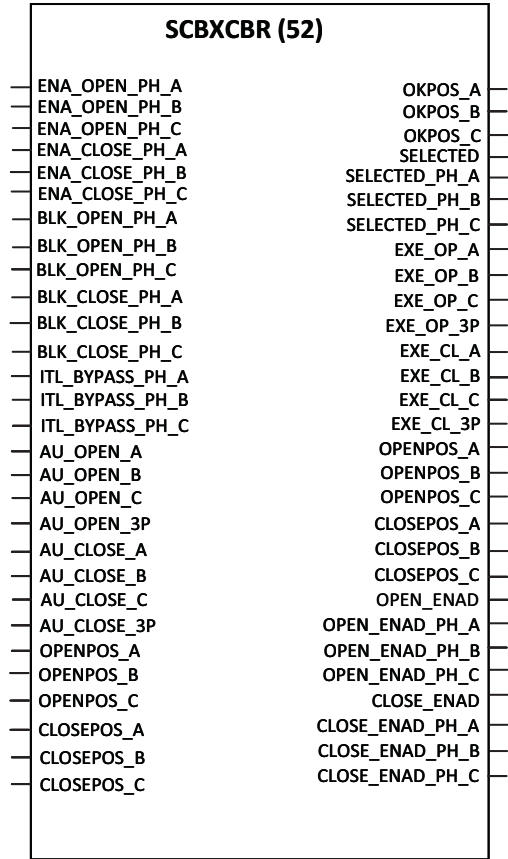 SCBXCBR (52)
ENA_OPEN_PH_A
ENA_OPEN_PH_B
ENA_OPEN_PH_C
ENA_CLOSE_PH_A
ENA_CLOSE_PH_B
ENA_CLOSE_PH_C
BLK_OPEN_PH_A
BLK_OPEN_PH_B
BLK_OPEN_PH_C
BLK_CLOSE_PH_A
BLK_CLOSE_PH_B
BLK_CLOSE_PH_C
ITL_BYPASS_PH_A
ITL_BYPASS_PH_B
ITL_BYPASS_PH_C
AU_OPEN_A
AU_OPEN_B
AU_OPEN_C
AU_OPEN_3P
AU_CLOSE_A
AU_CLOSE_B
AU_CLOSE_C
AU_CLOSE_3P
OPENPOS_A
OPENPOS_B
OPENPOS_C
CLOSEPOS_A
CLOSEPOS_B
CLOSEPOS_C
OKPOS_A
OKPOS_B
OKPOS_C
SELECTED
SELECTED_PH_A
SELECTED_PH_B
SELECTED_PH_C
EXE_OP_A
EXE_OP_B
EXE_OP_C
EXE_OP_3P
EXE_CL_A
EXE_CL_B
EXE_CL_C
EXE_CL_3P
OPENPOS_A
OPENPOS_B
OPENPOS_C
CLOSEPOS_A
CLOSEPOS_B
CLOSEPOS_C
OPEN_ENAD
OPEN_ENAD_PH_A
OPEN_ENAD_PH_B
OPEN_ENAD_PH_C
CLOSE_ENAD
CLOSE_ENAD_PH_A
CLOSE_ENAD_PH_B
CLOSE_ENAD_PH_C